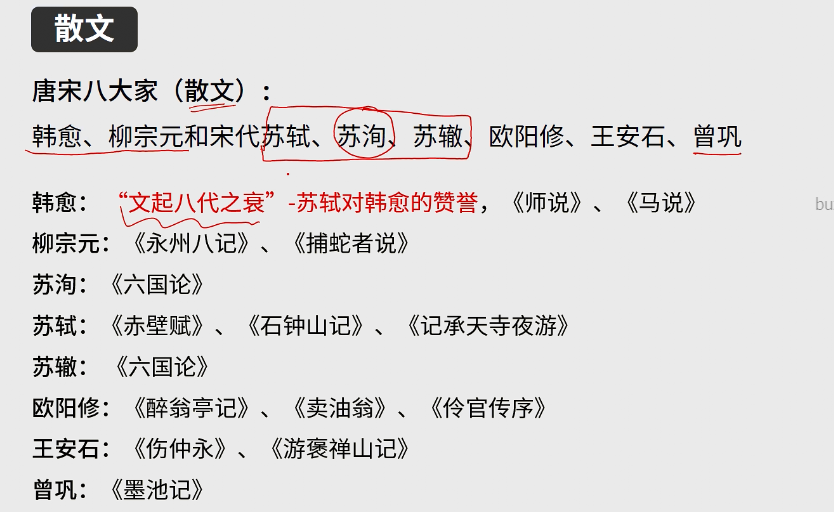 散文
唐宋八大家（散文）：
韩愈、柳宗元和宋代苏轼、苏洵、苏辙、欧阳修、王安石、曾巩
韩愈： “文起八代之衰”-苏轼对韩愈的赞誉，《师说》、《马说》
bu
柳宗元：《永州八记》、《捕蛇者说》
苏洵：《六国论》
苏轼：《赤壁赋》、《石钟山记》、《记承天寺夜游》
苏辙： 《六国论》
欧阳修：《醉翁亭记》、《卖油翁》、《伶官传序》
王安石：《伤仲永》、《游褒禅山记》
曾巩：《墨池记》